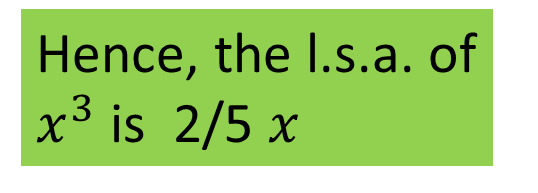 Hence, the l.s.a. of
𝑥³ is 2/5 𝑥